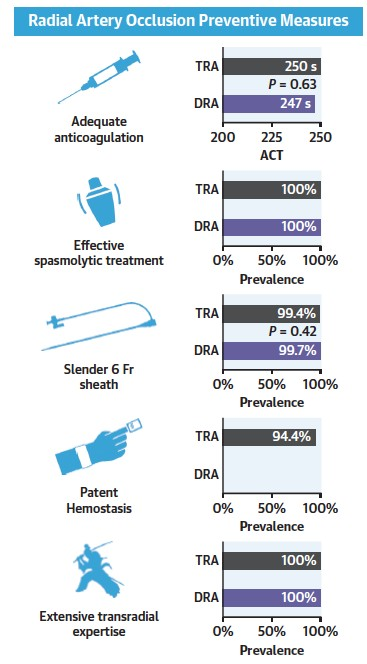 Radial Artery Occlusion Preventive Measures
Adequate
anticoagulation
TRA
250 s
P = 0.63
DRA
247 s
200 225 250
ACT
Effective
spasmolytic treatment
TRA
100%
DRA
100%
0% 50% 100%
Prevalence
Slender 6 Fr
sheath
TRA
99.4%
P = 0.42
DRA
99.7%
0% 50% 100%
Prevalence
Patent
Hemostasis
TRA
94.4%
DRA
0% 50% 100%
Prevalence
Extensive transradial
expertise
TRA
100%
DRA
100%
0% 50% 100%
Prevalence